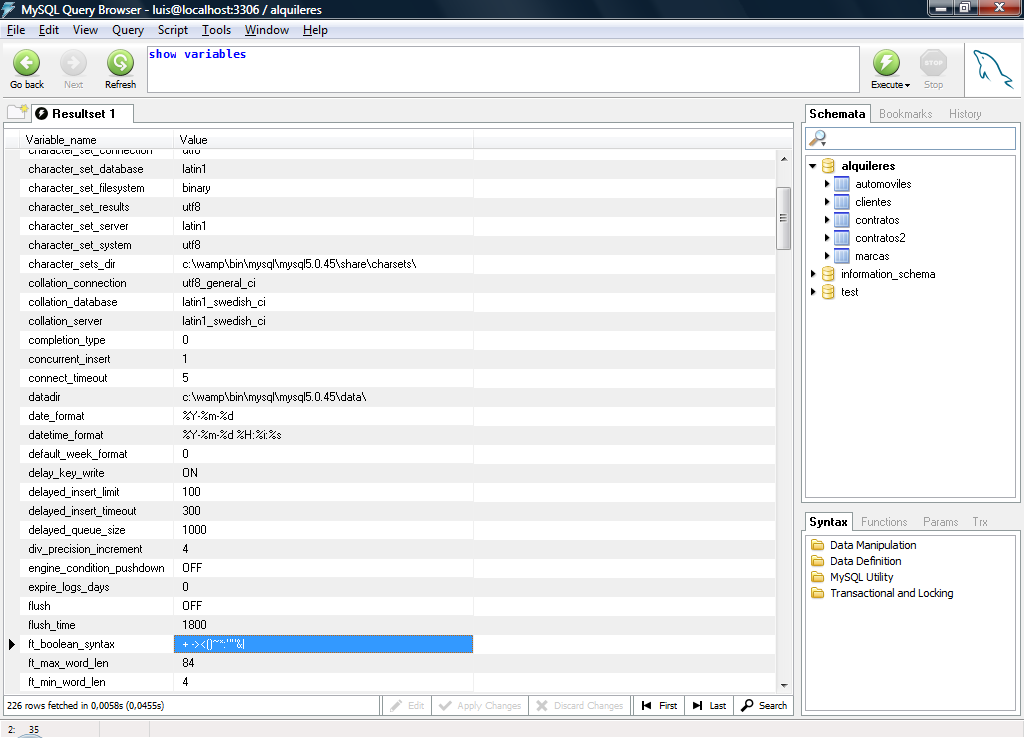 MySQL Query Browser - luis@localhost:3306 / alquileres
File Edit View Query Script Tools Window Help
show variables
Go back Next Refresh Execute STOP Stop
Resultset 1
Variable_name Value
character_set_connection utf8
character_set_database latin1
character_set_filesystem binary
character_set_results utf8
character_set_server latin1
character_set_system utf8
character_sets_dir c:\wamp\bin\mysql\mysql5.0.45\share\charsets\
collation_connection utf8_general_ci
collation_database latin1_swedish_ci
collation_server latin1_swedish_ci
completion_type 0
concurrent_insert 1
connect_timeout 5
datadir c:\wamp\bin\mysql\mysql5.0.45\data\
date_format %Y-%m-%d
datetime_format %Y-%m-%d %H:%i:%s
default_week_format 0
delay_key_write ON
delayed_insert_limit 100
delayed_insert_timeout 300
delayed_queue_size 1000
div_precision_increment 4
engine_condition_pushdown OFF
expire_logs_days 0
flush OFF
flush_time 1800
ft_boolean_syntax + -><()~*:""&|
ft_max_word_len 84
ft_min_word_len 4
226 rows fetched in 0,0058s (0,0455s) Edit Apply Changes Discard Changes First Last Search
2: 35
Schemata Bookmarks History
alquileres
automoviles
clientes
contratos
contratos2
marcas
information_schema
test
Syntax Functions Params Trx
Data Manipulation
Data Definition
MySQL Utility
Transactional and Locking